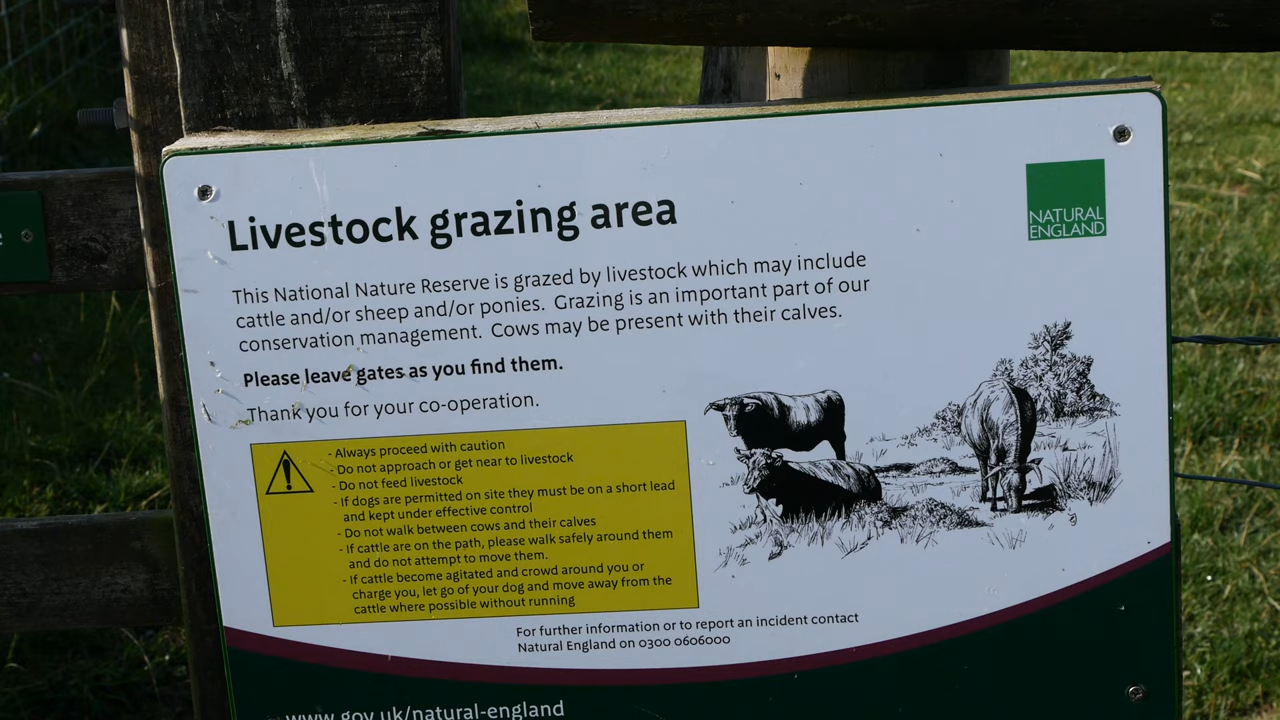 Livestock grazing area
NATURAL
ENGLAND
This National Nature Reserve is grazed by livestock which may include
cattle and/or sheep and/or ponies. Grazing is an important part of our
conservation management. Cows may be present with their calves.
Please leave gates as you find them.
Thank you for your co-operation.
- Always proceed with caution
- Do not approach or get near to livestock
- Do not feed livestock
- If dogs are permitted on site they must be on a short lead
and kept under effective control
- Do not walk between cows and their calves
- If cattle are on the path, please walk safely around them
and do not attempt to move them.
- If cattle become agitated and crowd around you or
charge you, let go of your dog and move away from the
cattle where possible without running
For further information or to report an incident contact
Natural England on 0300 0606000
www.gov.uk/natural-england